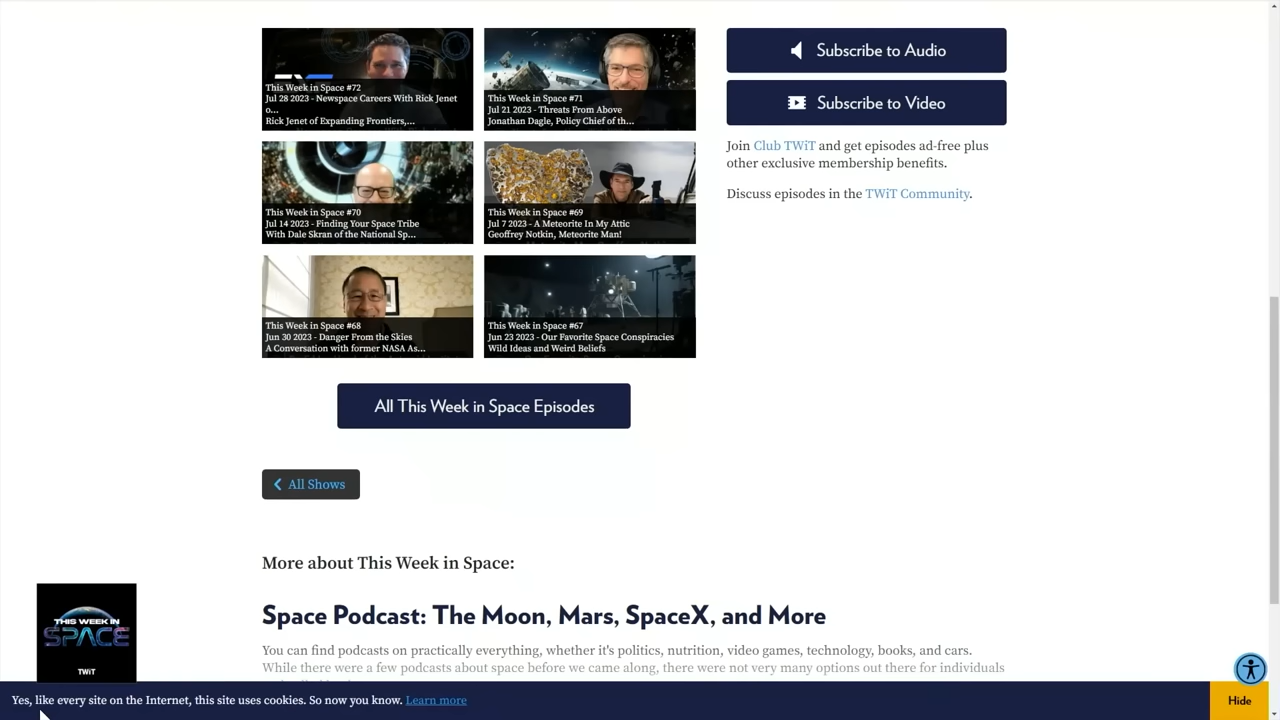 This Week in Space #72
Jul 28 2023 - Newspace Careers With Rick Jenet
o...
Rick Jenet of Expanding Frontiers,...
This Week in Space #71
Jul 21 2023 - Threats From Above
Jonathan Dagle, Policy Chief of th...
This Week in Space #70
Jul 14 2023 - Finding Your Space Tribe
With Dale Skran of the National Sp...
This Week in Space #69
Jul 7 2023 - A Meteorite In My Attic
Geoffrey Notkin, Meteorite Man!
This Week in Space #68
Jun 30 2023 - Danger From the Skies
A Conversation with former NASA As...
This Week in Space #67
Jun 23 2023 - Our Favorite Space Conspiracies
Wild Ideas and Weird Beliefs
All This Week in Space Episodes
All Shows
Subscribe to Audio
Subscribe to Video
Join Club TWiT and get episodes ad-free plus
other exclusive membership benefits.
Discuss episodes in the TWiT Community.
More about This Week in Space:
Space Podcast: The Moon, Mars, SpaceX, and More
You can find podcasts on practically everything, whether it's politics, nutrition, video games, technology, books, and cars.
While there were a few podcasts about space before we came along, there were not very many options out there for individuals
THIS WEEK IN
SPACE
TWiT
Yes, like every site on the Internet, this site uses cookies. So now you know. Learn more
Hide